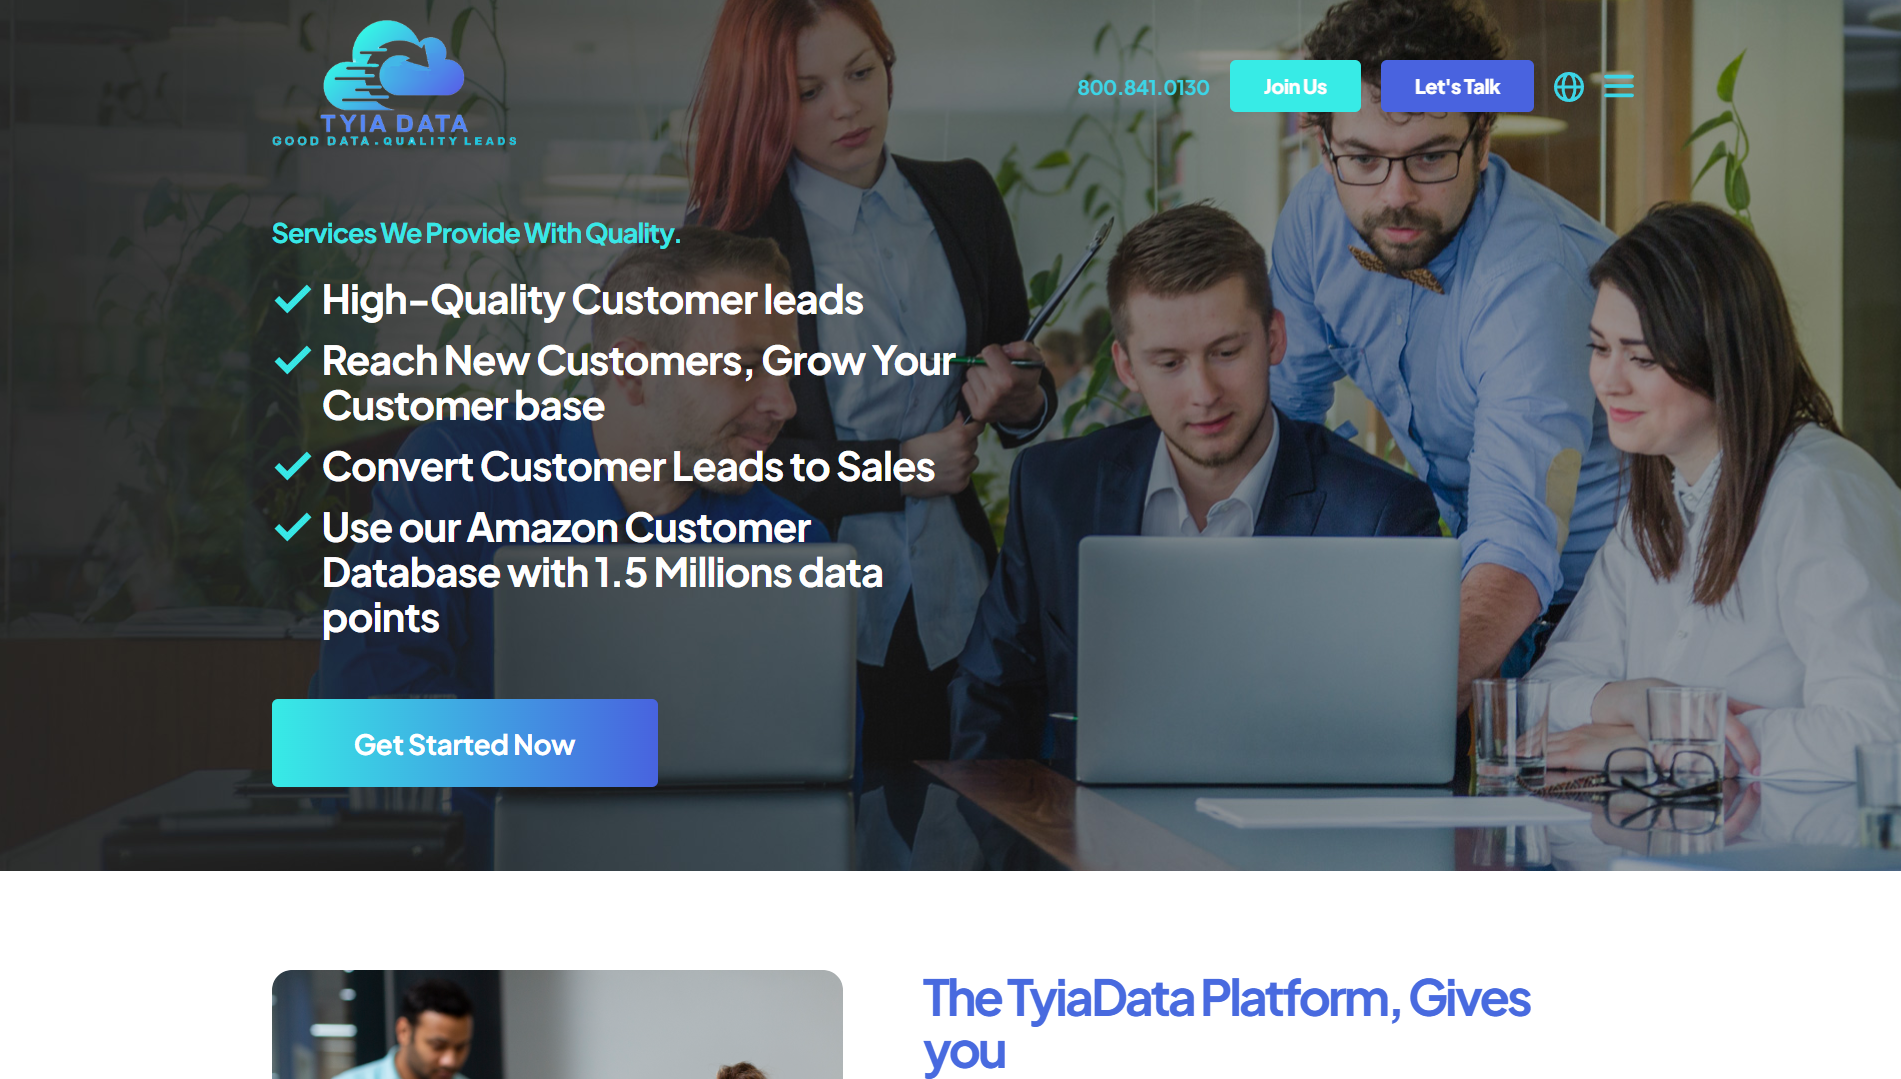 TYIA DATA
GOOD DATA.QUALITY LEADS
800.841.0130
Join Us
Let's Talk
Services We Provide With Quality.
High-Quality Customer leads
Reach New Customers, Grow Your
Customer base
Convert Customer Leads to Sales
Use our Amazon Customer
Database with 1.5 Millions data
points
Get Started Now
The TyiaData Platform, Gives
you